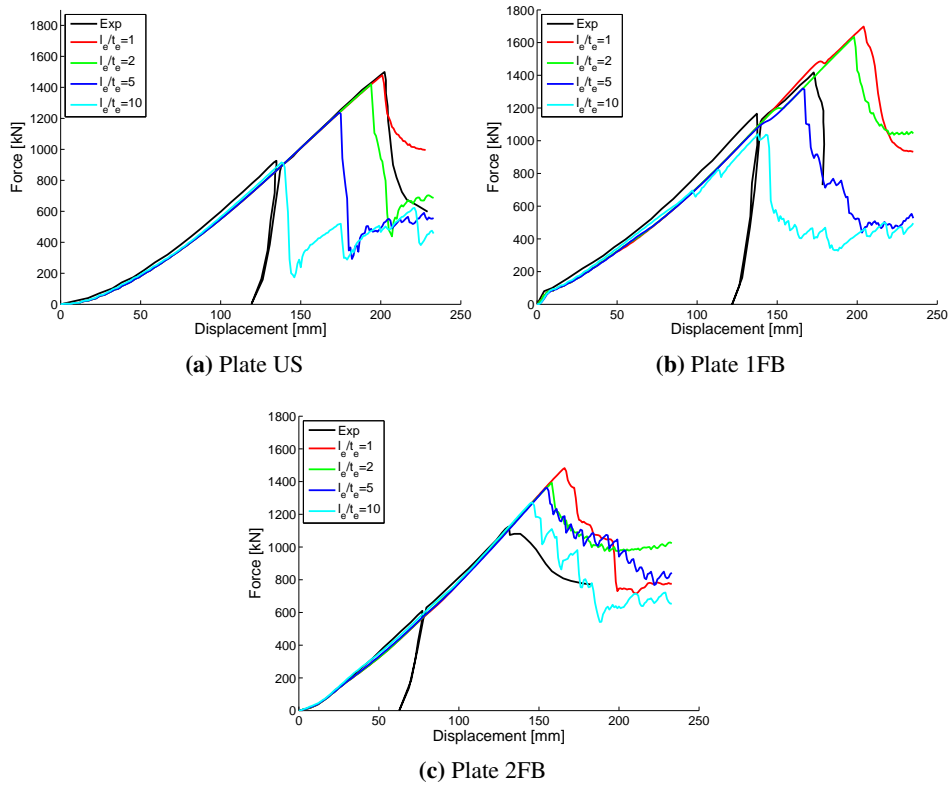 1800
1600
1400
1200
1000
800
600
400
200
0
Force [kN]
Exp
l_e/t_e=1
l_e/t_e=2
l_e/t_e=5
l_e/t_e=10
0 50 100 150 200 250
Displacement [mm]
(a) Plate US
1800
1600
1400
1200
1000
800
600
400
200
0
Force [kN]
Exp
l_e/t_e=1
l_e/t_e=2
l_e/t_e=5
l_e/t_e=10
0 50 100 150 200 250
Displacement [mm]
(b) Plate 1FB
1800
1600
1400
1200
1000
800
600
400
200
0
Force [kN]
Exp
l_e/t_e=1
l_e/t_e=2
l_e/t_e=5
l_e/t_e=10
0 50 100 150 200 250
Displacement [mm]
(c) Plate 2FB